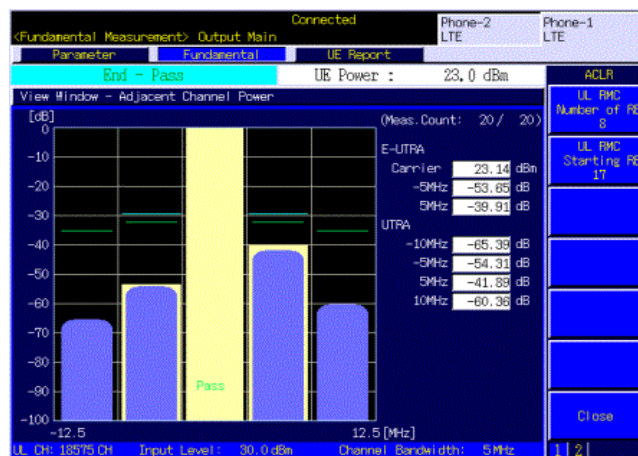 Connected
Phone-2 LTE
Phone-1 LTE
<Fundamental Measurement> Output Main
Parameter Fundamental UE Report
End - Pass UE Power : 23.0 dBm
ACLR
View Window - Adjacent Channel Power
UL RMC
Number of RB
8
UL RMC
Starting RB
17
[dB]
(Meas.Count: 20/ 20)
0
-10
-20
-30
-40
-50
-60
-70
-80
-90
-100
E-UTRA
Carrier 23.14 dBm
-5MHz -53.65 dB
5MHz -39.91 dB
UTRA
-10MHz -65.39 dB
-5MHz -54.31 dB
5MHz -41.89 dB
10MHz -60.36 dB
Pass
-12.5 12.5[MHz]
Close
UL CH: 18575 CH Input Level: 30.0dBm Channel Bandwidth: 5MHz
1 2